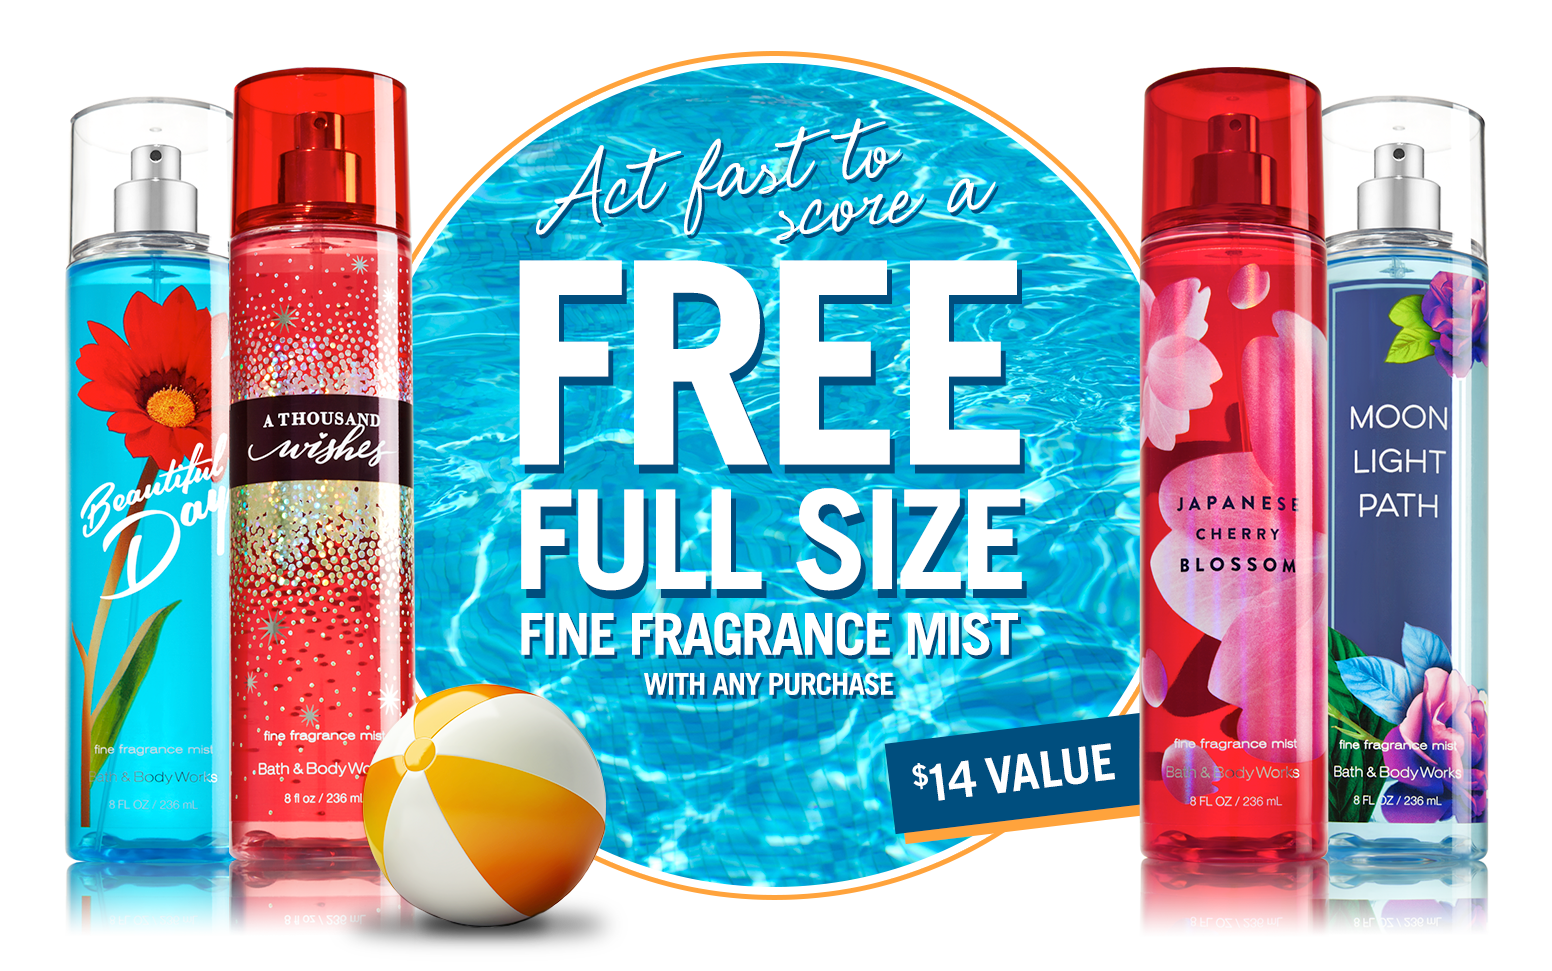 Act fast to
score a
FREE
FULL SIZE
FINE FRAGRANCE MIST
WITH ANY PURCHASE
$14 VALUE
Beautiful
Day
fine fragrance mist
Bath & Body Works
8 FL OZ / 236 mL
A THOUSAND
wishes
fine fragrance mist
Bath & Body Wo
8 fl oz / 236 mL
JAPANESE
CHERRY
BLOSSOM
fine fragrance mist
Bath & Body Works
8 FL OZ / 236 mL
MOON
LIGHT
PATH
fine fragrance mist
Bath & Body Works
8 FL OZ / 236 mL